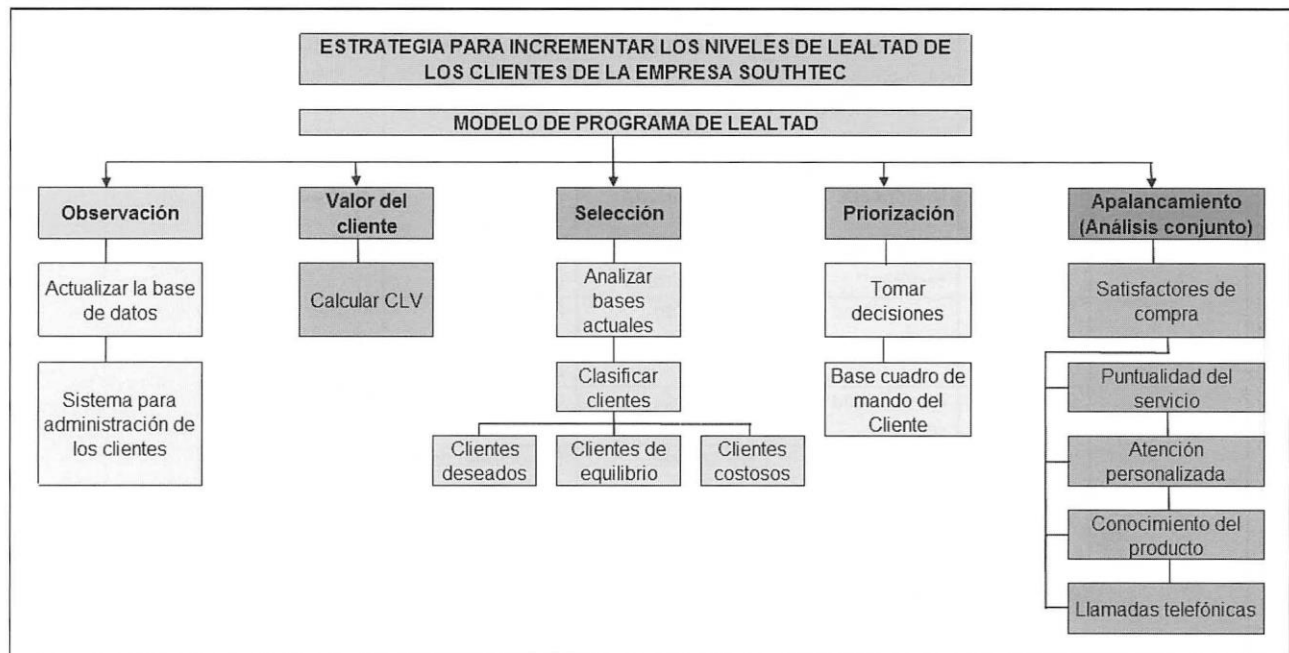 ESTRATEGIA PARA INCREMENTAR LOS NIVELES DE LEALTAD DE
LOS CLIENTES DE LA EMPRESA SOUTHTEC
MODELO DE PROGRAMA DE LEALTAD
Observación
Actualizar la base
de datos
Sistema para
administración de
los clientes
Valor del
cliente
Calcular CLV
Selección
Analizar
bases
actuales
Clasificar
clientes
Clientes
deseados
Clientes de
equilibrio
Clientes
costosos
Priorización
Tomar
decisiones
Base cuadro de
mando del
Cliente
Apalancamiento
(Análisis conjunto)
Satisfactores de
compra
Puntualidad del
servicio
Atención
personalizada
Conocimiento del
producto
Llamadas telefónicas